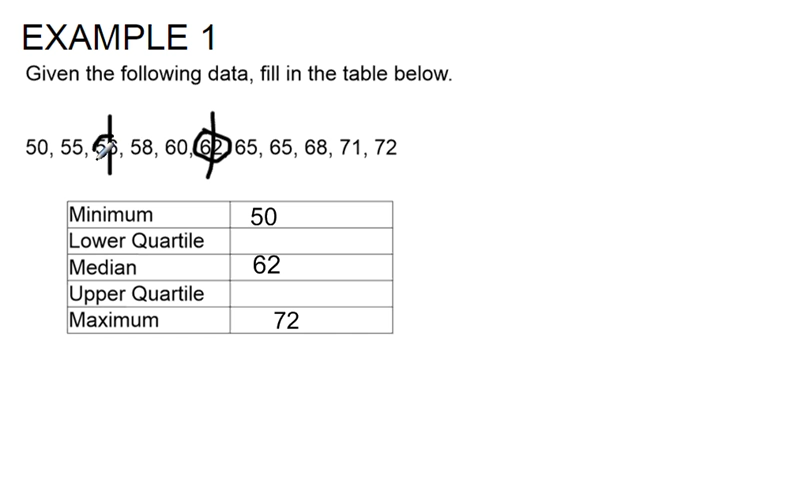 EXAMPLE 1
Given the following data, fill in the table below.
50, 55, 58, 60, 62, 65, 65, 68, 71, 72
Minimum 50
Lower Quartile
Median 62
Upper Quartile
Maximum 72